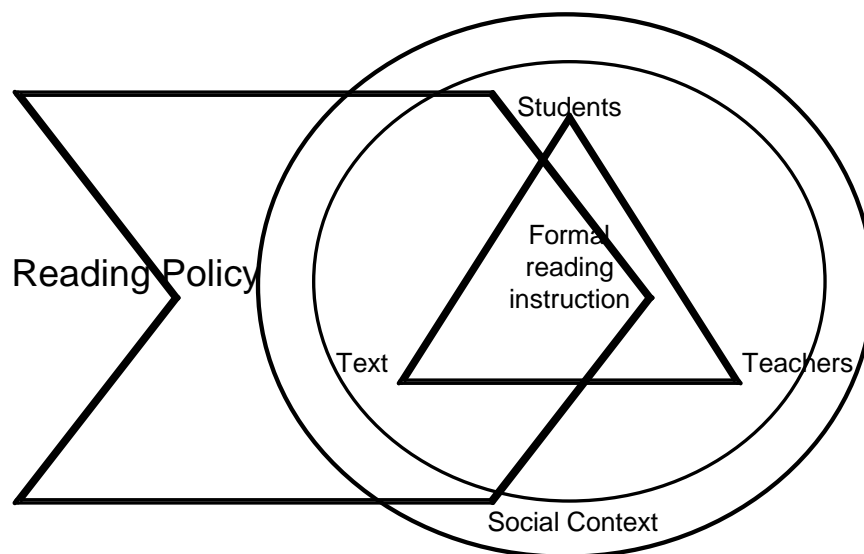 Students
Formal
reading
instruction
Reading Policy
Text
Teachers
Social Context